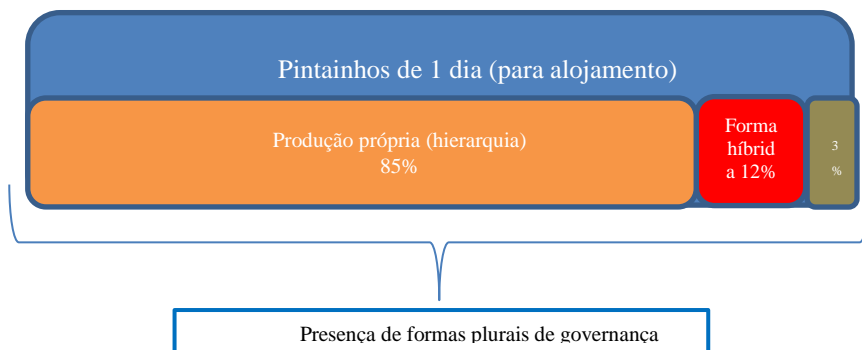 Pintainhos de 1 dia (para alojamento)
Produção própria (hierarquia)
85%
Forma
híbrid
a 12%
3
%
Presença de formas plurais de governança